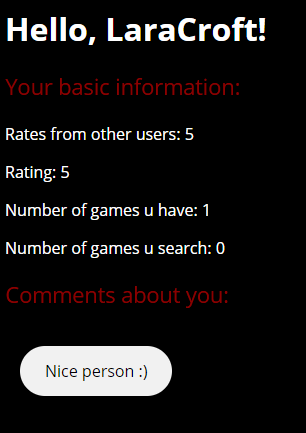 Hello, LaraCroft!
Your basic information:
Rates from other users: 5
Rating: 5
Number of games u have: 1
Number of games u search: 0
Comments about you:
Nice person :)